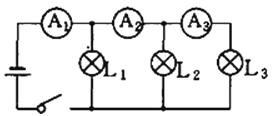 A₁ A₂ A₃
L₁ L₂ L₃